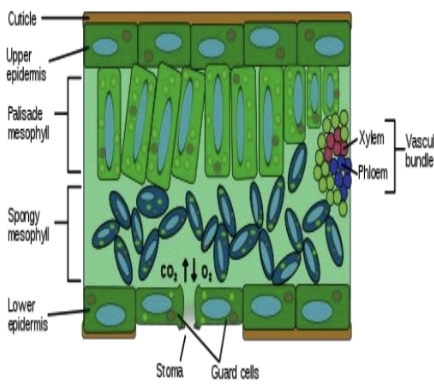 Cuticle
Upper
epidermis
Palisade
mesophyll
Xylem
Phloem
Vascul
bundle
Spongy
mesophyll
CO₂ O₂
Lower
epidermis
Stoma
Guard cells